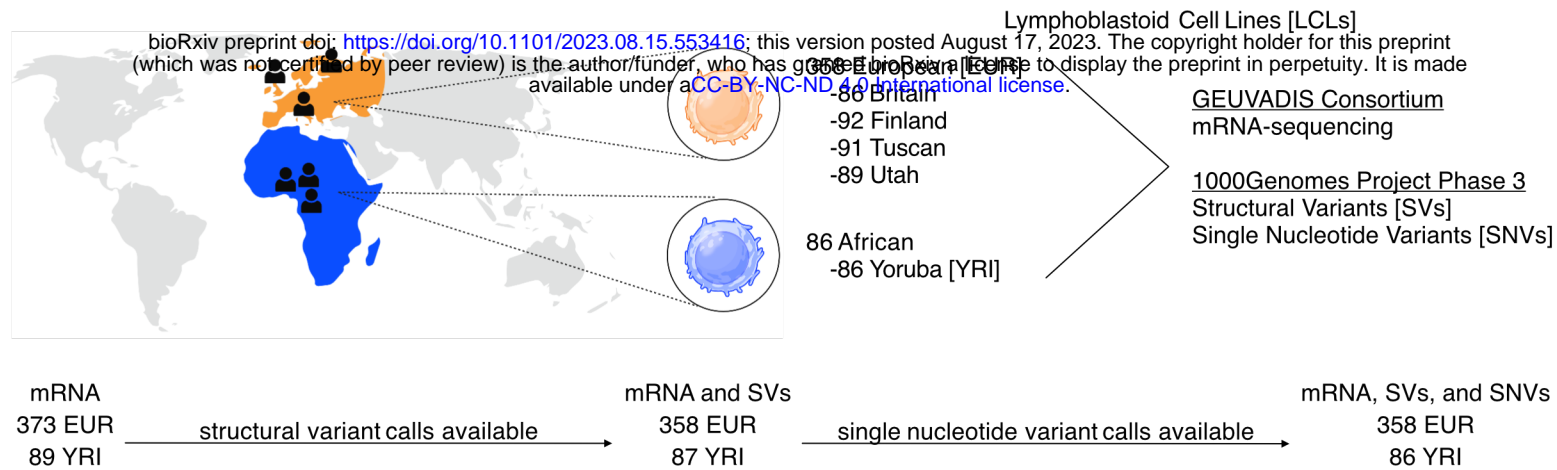 Lymphoblastoid Cell Lines [LCLs]
bioRxiv preprint doi: https://doi.org/10.1101/2023.08.15.553416; this version posted August 17, 2023. The copyright holder for this preprint
(which was not certified by peer review) is the author/funder, who has granted bioRxiv a license to display the preprint in perpetuity. It is made
available under aCC-BY-NC-ND 4.0 International license.
358 European [EUR]
-86 Britain
-92 Finland
-91 Tuscan
-89 Utah
86 African
-86 Yoruba [YRI]
GEUVADIS Consortium
mRNA-sequencing
1000Genomes Project Phase 3
Structural Variants [SVs]
Single Nucleotide Variants [SNVs]
mRNA
373 EUR
89 YRI
structural variant calls available
mRNA and SVs
358 EUR
87 YRI
single nucleotide variant calls available
mRNA, SVs, and SNVs
358 EUR
86 YRI